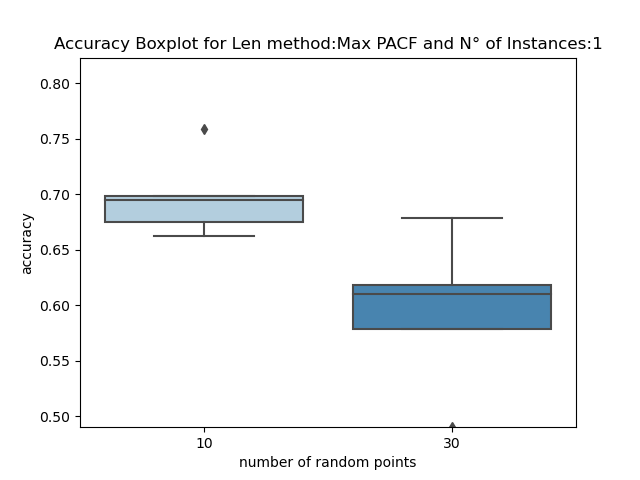 Accuracy Boxplot for Len method:Max PACF and N° of Instances:1
0.80
0.75
0.70
0.65
0.60
0.55
0.50
accuracy
10 30
number of random points